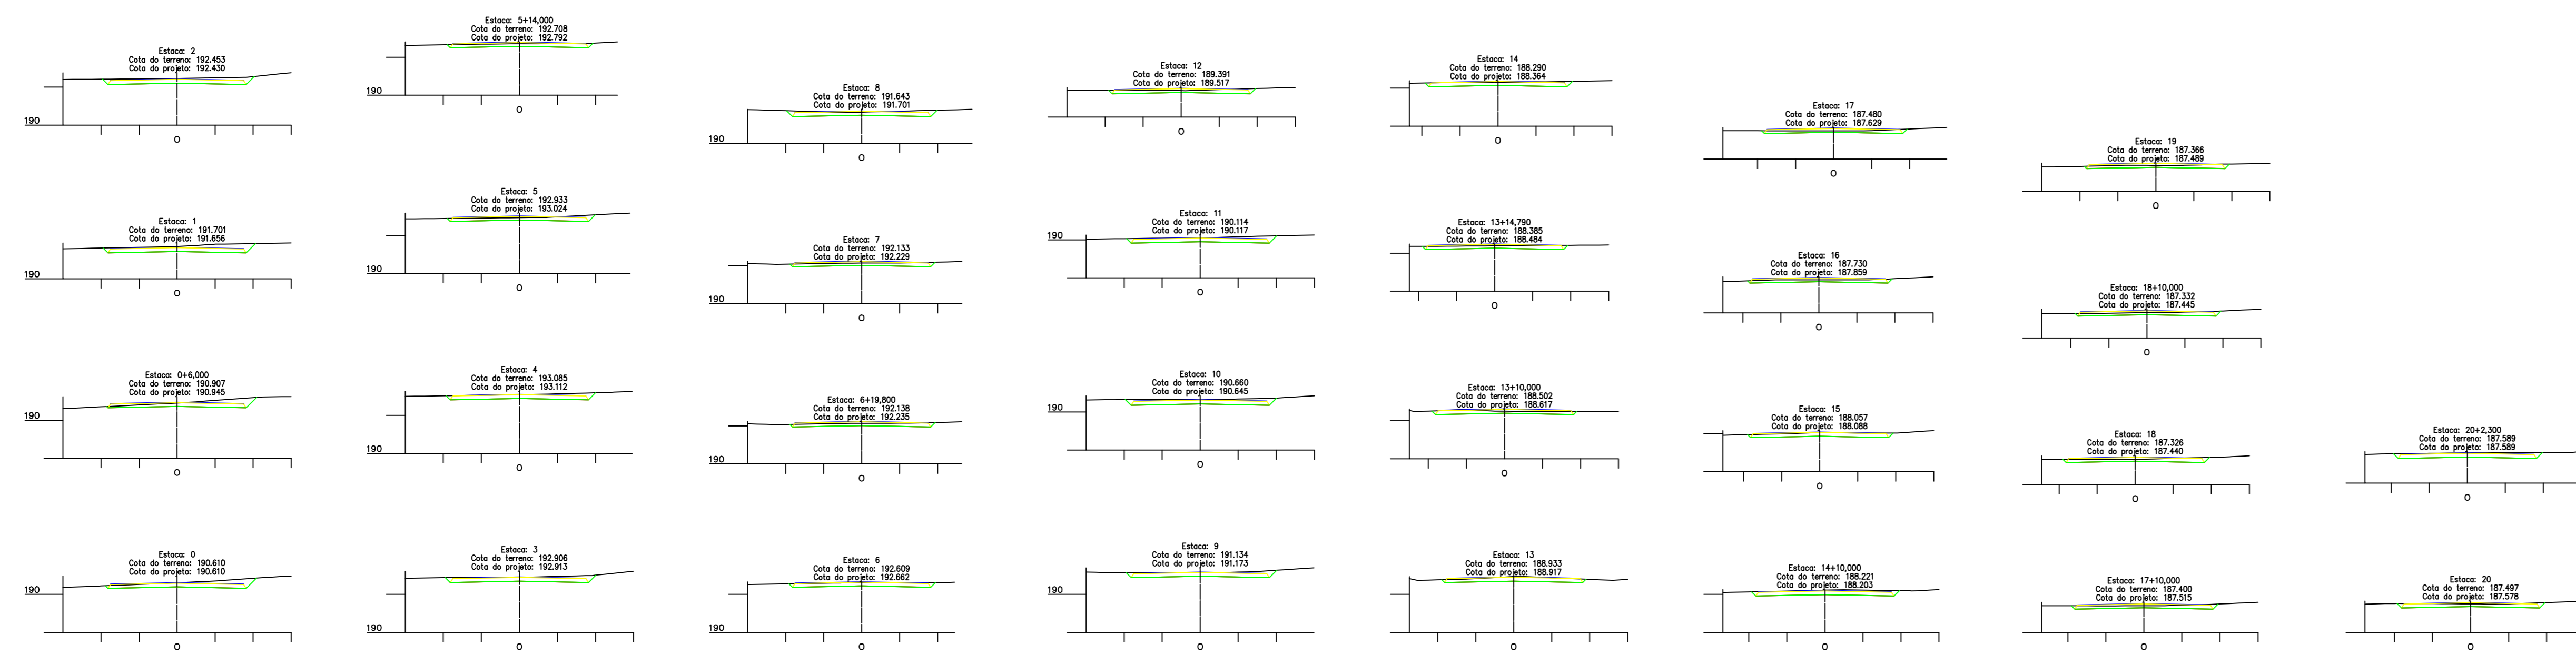 Estaca: 2
Cota do terreno: 192.453
Cota do projeto: 192.430
190
O
Estaca: 1
Cota do terreno: 191.701
Cota do projeto: 191.656
190
O
Estaca: 0+6,000
Cota do terreno: 190.907
Cota do projeto: 190.945
190
O
Estaca: 0
Cota do terreno: 190.610
Cota do projeto: 190.610
190
O
Estaca: 5+14,000
Cota do terreno: 192.708
Cota do projeto: 192.792
190
O
Estaca: 5
Cota do terreno: 192.933
Cota do projeto: 193.024
190
O
Estaca: 4
Cota do terreno: 193.085
Cota do projeto: 193.112
190
O
Estaca: 3
Cota do terreno: 192.906
Cota do projeto: 192.913
190
O
Estaca: 8
Cota do terreno: 191.643
Cota do projeto: 191.701
190
O
Estaca: 7
Cota do terreno: 192.133
Cota do projeto: 192.229
190
O
Estaca: 6+19,800
Cota do terreno: 192.138
Cota do projeto: 192.235
190
O
Estaca: 6
Cota do terreno: 192.609
Cota do projeto: 192.662
190
O
Estaca: 12
Cota do terreno: 189.391
Cota do projeto: 189.517
O
Estaca: 11
Cota do terreno: 190.114
Cota do projeto: 190.117
190
O
Estaca: 10
Cota do terreno: 190.660
Cota do projeto: 190.645
190
O
Estaca: 9
Cota do terreno: 191.134
Cota do projeto: 191.173
190
O
Estaca: 14
Cota do terreno: 188.290
Cota do projeto: 188.364
O
Estaca: 13+14,790
Cota do terreno: 188.385
Cota do projeto: 188.484
O
Estaca: 13+10,000
Cota do terreno: 188.502
Cota do projeto: 188.617
O
Estaca: 13
Cota do terreno: 188.933
Cota do projeto: 188.917
O
Estaca: 17
Cota do terreno: 187.480
Cota do projeto: 187.629
O
Estaca: 16
Cota do terreno: 187.730
Cota do projeto: 187.859
O
Estaca: 15
Cota do terreno: 188.057
Cota do projeto: 188.088
O
Estaca: 14+10,000
Cota do terreno: 188.221
Cota do projeto: 188.203
O
Estaca: 19
Cota do terreno: 187.366
Cota do projeto: 187.489
O
Estaca: 18+10,000
Cota do terreno: 187.332
Cota do projeto: 187.445
O
Estaca: 18
Cota do terreno: 187.326
Cota do projeto: 187.440
O
Estaca: 17+10,000
Cota do terreno: 187.400
Cota do projeto: 187.515
O
Estaca: 20+2,300
Cota do terreno: 187.589
Cota do projeto: 187.589
O
Estaca: 20
Cota do terreno: 187.497
Cota do projeto: 187.578
O